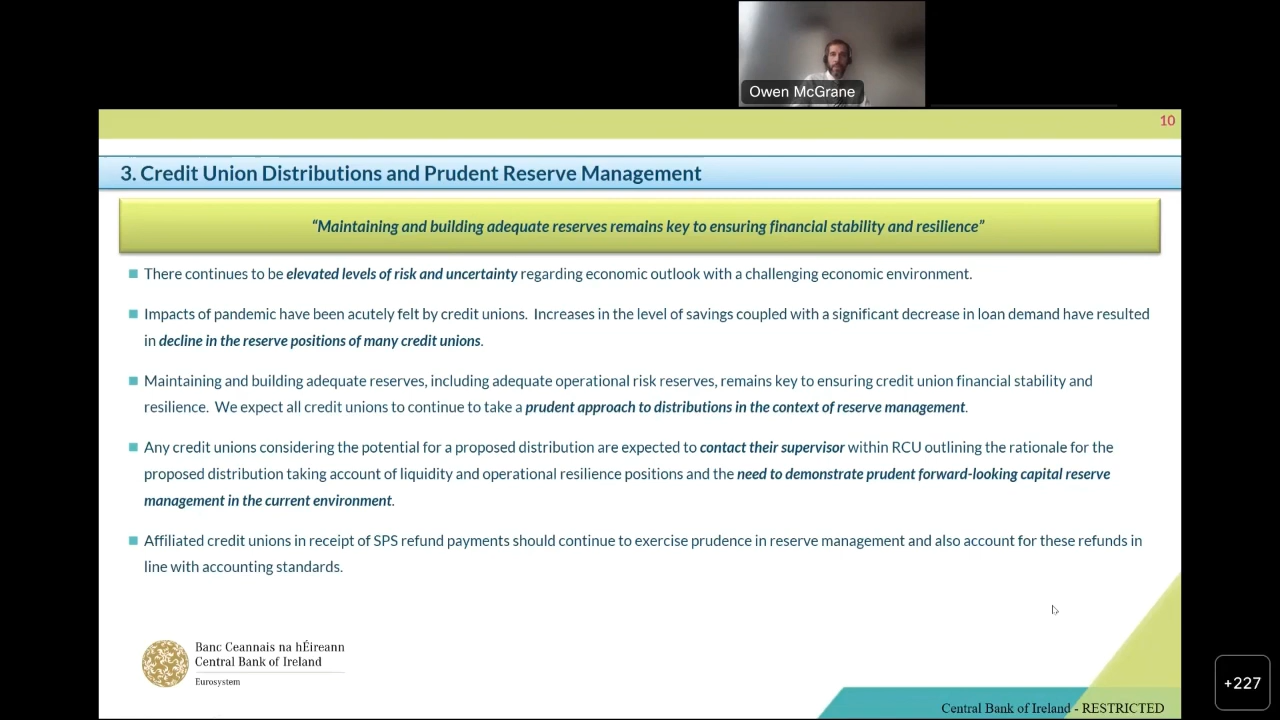 Owen McGrane
10
3. Credit Union Distributions and Prudent Reserve Management
“Maintaining and building adequate reserves remains key to ensuring financial stability and resilience”
There continues to be elevated levels of risk and uncertainty regarding economic outlook with a challenging economic environment.
Impacts of pandemic have been acutely felt by credit unions. Increases in the level of savings coupled with a significant decrease in loan demand have resulted
in decline in the reserve positions of many credit unions.
Maintaining and building adequate reserves, including adequate operational risk reserves, remains key to ensuring credit union financial stability and
resilience. We expect all credit unions to continue to take a prudent approach to distributions in the context of reserve management.
Any credit unions considering the potential for a proposed distribution are expected to contact their supervisor within RCU outlining the rationale for the
proposed distribution taking account of liquidity and operational resilience positions and the need to demonstrate prudent forward-looking capital reserve
management in the current environment.
Affiliated credit unions in receipt of SPS refund payments should continue to exercise prudence in reserve management and also account for these refunds in
line with accounting standards.
Banc Ceannais na hÉireann
Central Bank of Ireland
Eurosystem
+227
Central Bank of Ireland - RESTRICTED